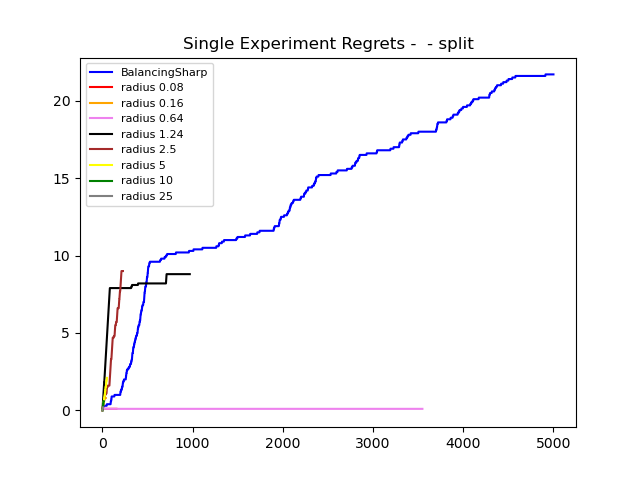 Single Experiment Regrets -  - split
BalancingSharp
radius 0.08
radius 0.16
radius 0.64
radius 1.24
radius 2.5
radius 5
radius 10
radius 25
20
15
10
5
0
0 1000 2000 3000 4000 5000